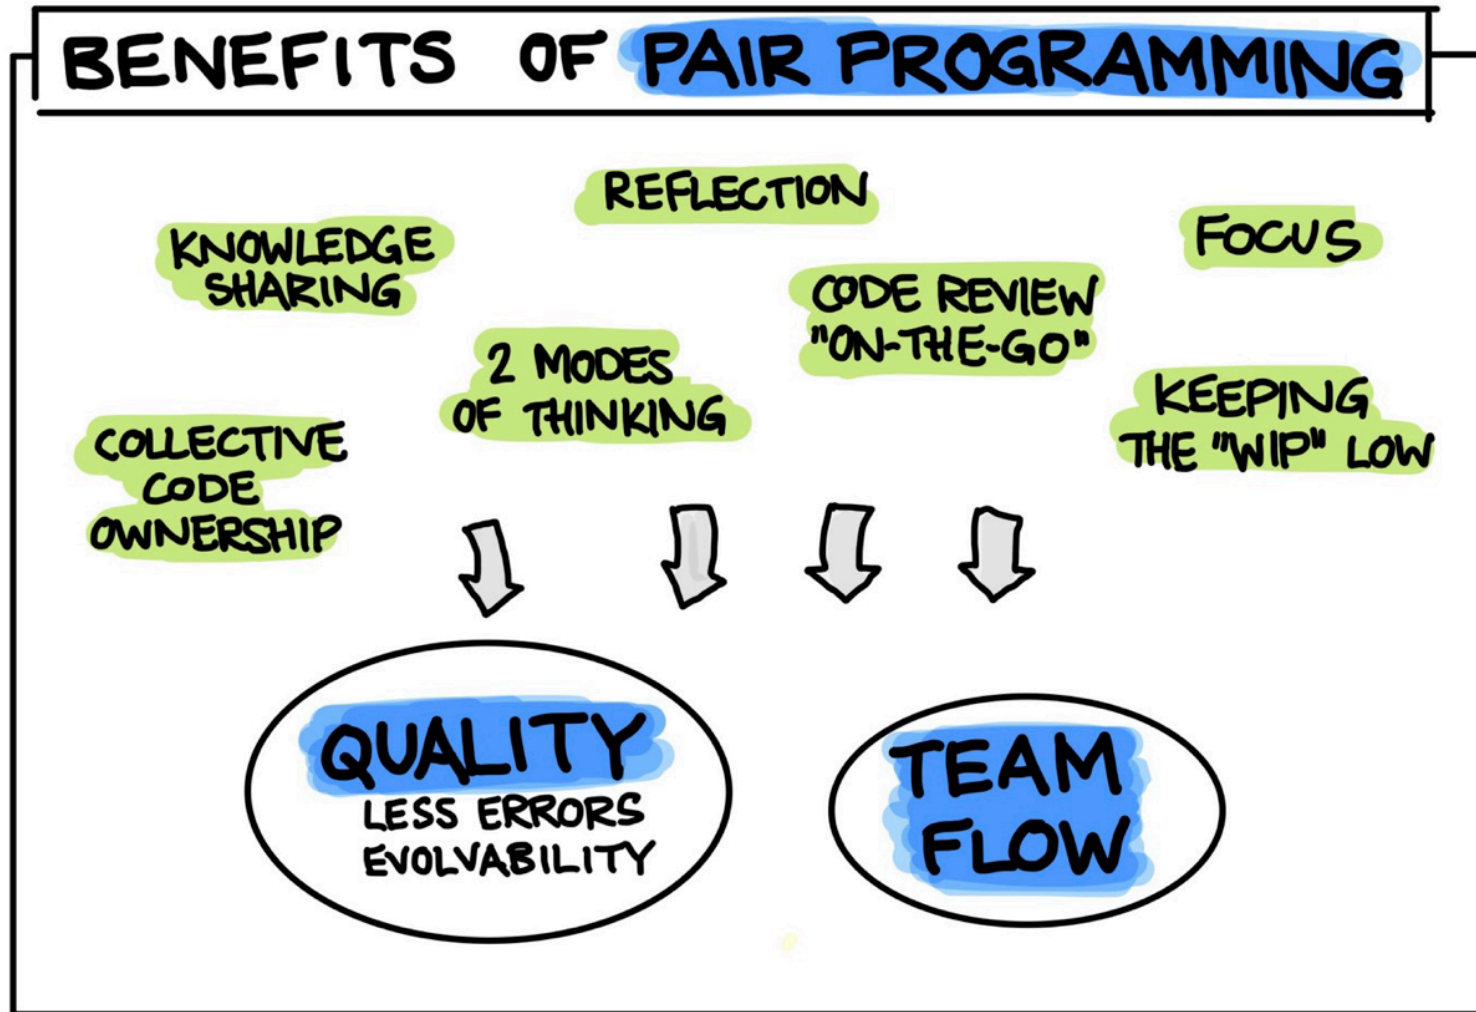 BENEFITS OF PAIR PROGRAMMING
REFLECTION
KNOWLEDGE
SHARING
FOCUS
CODE REVIEW
"ON-THE-GO"
2 MODES
OF THINKING
KEEPING
THE "WIP" LOW
COLLECTIVE
CODE
OWNERSHIP
QUALITY
LESS ERRORS
EVOLVABILITY
TEAM
FLOW